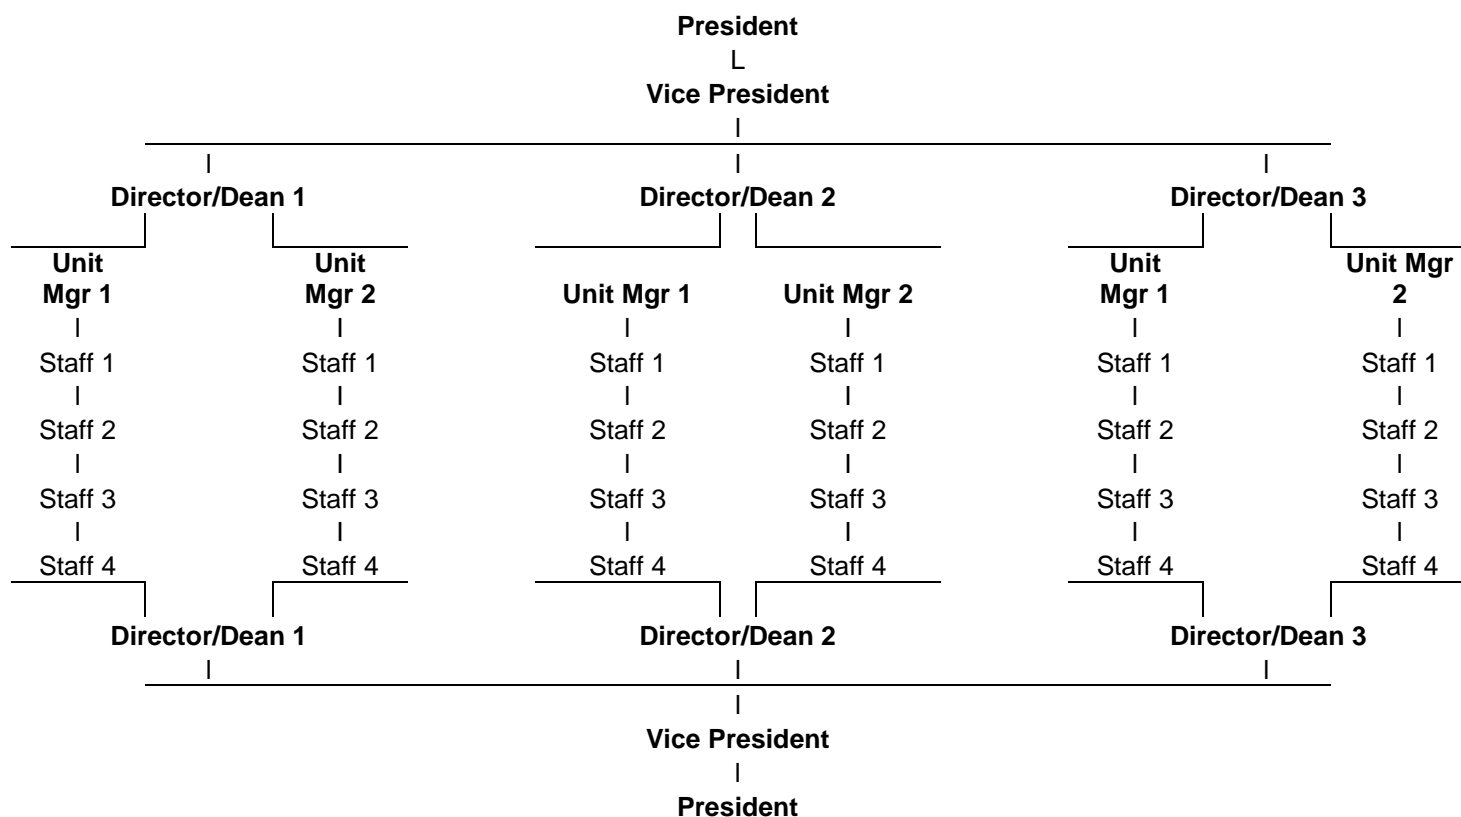 President
L
Vice President
I
I I I
Director/Dean 1 Director/Dean 2 Director/Dean 3
Unit Unit Unit Unit Mgr
Mgr 1 Mgr 2 Unit Mgr 1 Unit Mgr 2 Mgr 1 2
I I I I I I
Staff 1 Staff 1 Staff 1 Staff 1 Staff 1 Staff 1
I I I I I I
Staff 2 Staff 2 Staff 2 Staff 2 Staff 2 Staff 2
I I I I I I
Staff 3 Staff 3 Staff 3 Staff 3 Staff 3 Staff 3
I I I I I I
Staff 4 Staff 4 Staff 4 Staff 4 Staff 4 Staff 4
Director/Dean 1 Director/Dean 2 Director/Dean 3
I I I
I
Vice President
I
President